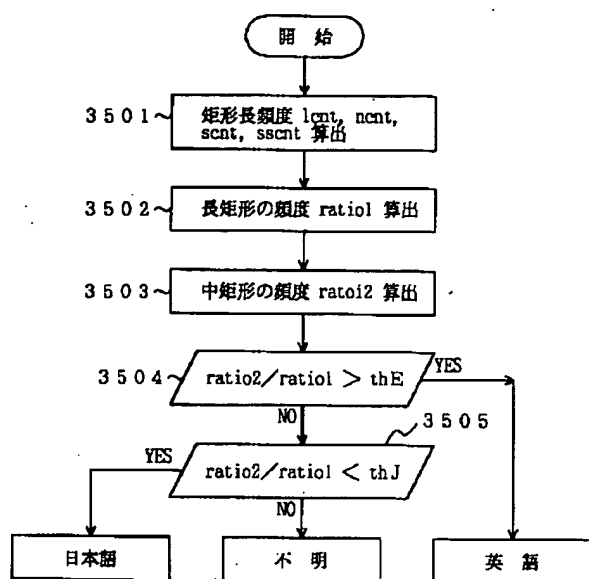 開 始
3501 矩形長頻度 lcnt, ncnt,
scnt, sscnt 算出
3502 長矩形の頻度 ratio1 算出
3503 中矩形の頻度 ratoi2 算出
3504 ratio2/ratio1 > thE
YES
NO
3505
YES
ratio2/ratio1 < thJ
NO
日本語
不 明
英 語